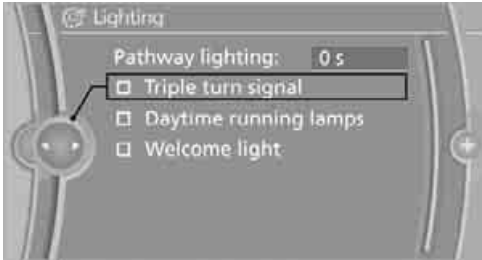 Lighting
Pathway lighting: 0 s
Triple turn signal
Daytime running lamps
Welcome light